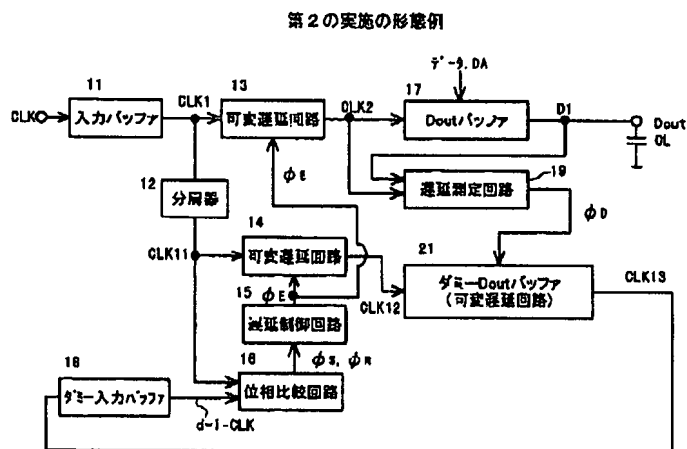 第2の実施の形態例
11
13
17
データ, DA
CLK
入力バッファ
CLK1
可変遅延回路
CLK2
Doutバッファ
D1
Dout
CL
12
分周器
φE
遅延測定回路
19
φD
14
CLK11
可変遅延回路
CLK12
21
ダミーDoutバッファ
(可変遅延回路)
CLK13
15
φE
遅延制御回路
16
φS, φR
18
ダミー入力バッファ
位相比較回路
d-i-CLK